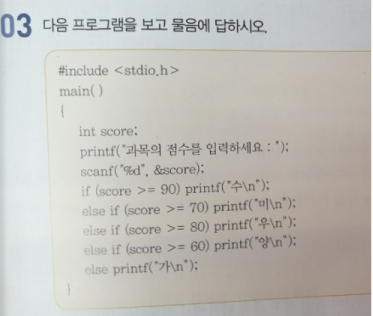 03 다음 프로그램을 보고 물음에 답하시오.
#include <stdio.h>
main( )
{
int score;
printf("과목의 점수를 입력하세요 : ");
scanf("%d", &score);
if (score >= 90) printf("수\n");
else if (score >= 70) printf("미\n");
else if (score >= 80) printf("우\n");
else if (score >= 60) printf("양\n");
else printf("가\n");
}